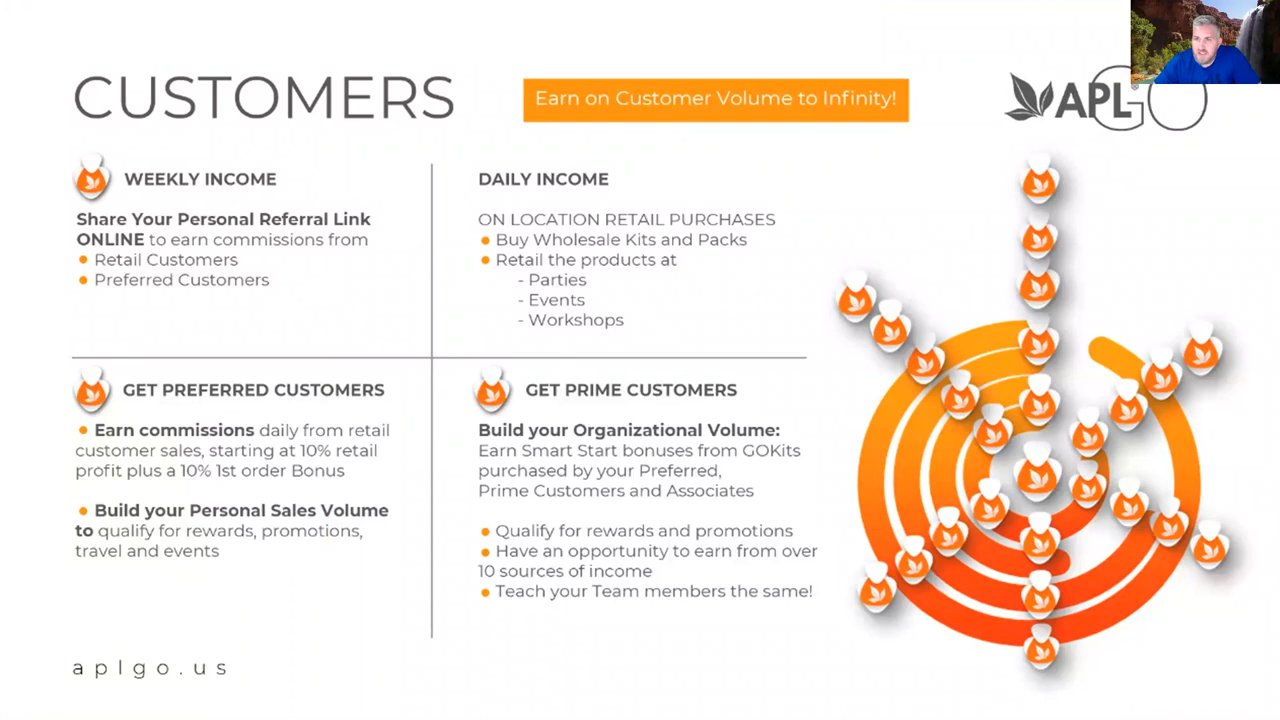 CUSTOMERS
Earn on Customer Volume to Infinity!
APL GO
WEEKLY INCOME
Share Your Personal Referral Link
ONLINE to earn commissions from
Retail Customers
Preferred Customers
DAILY INCOME
ON LOCATION RETAIL PURCHASES
Buy Wholesale Kits and Packs
Retail the products at
- Parties
- Events
- Workshops
GET PREFERRED CUSTOMERS
Earn commissions daily from retail
customer sales, starting at 10% retail
profit plus a 10% 1st order Bonus
Build your Personal Sales Volume
to qualify for rewards, promotions,
travel and events
GET PRIME CUSTOMERS
Build your Organizational Volume:
Earn Smart Start bonuses from GOKits
purchased by your Preferred,
Prime Customers and Associates
Qualify for rewards and promotions
Have an opportunity to earn from over
10 sources of income
Teach your Team members the same!
aplgo.us